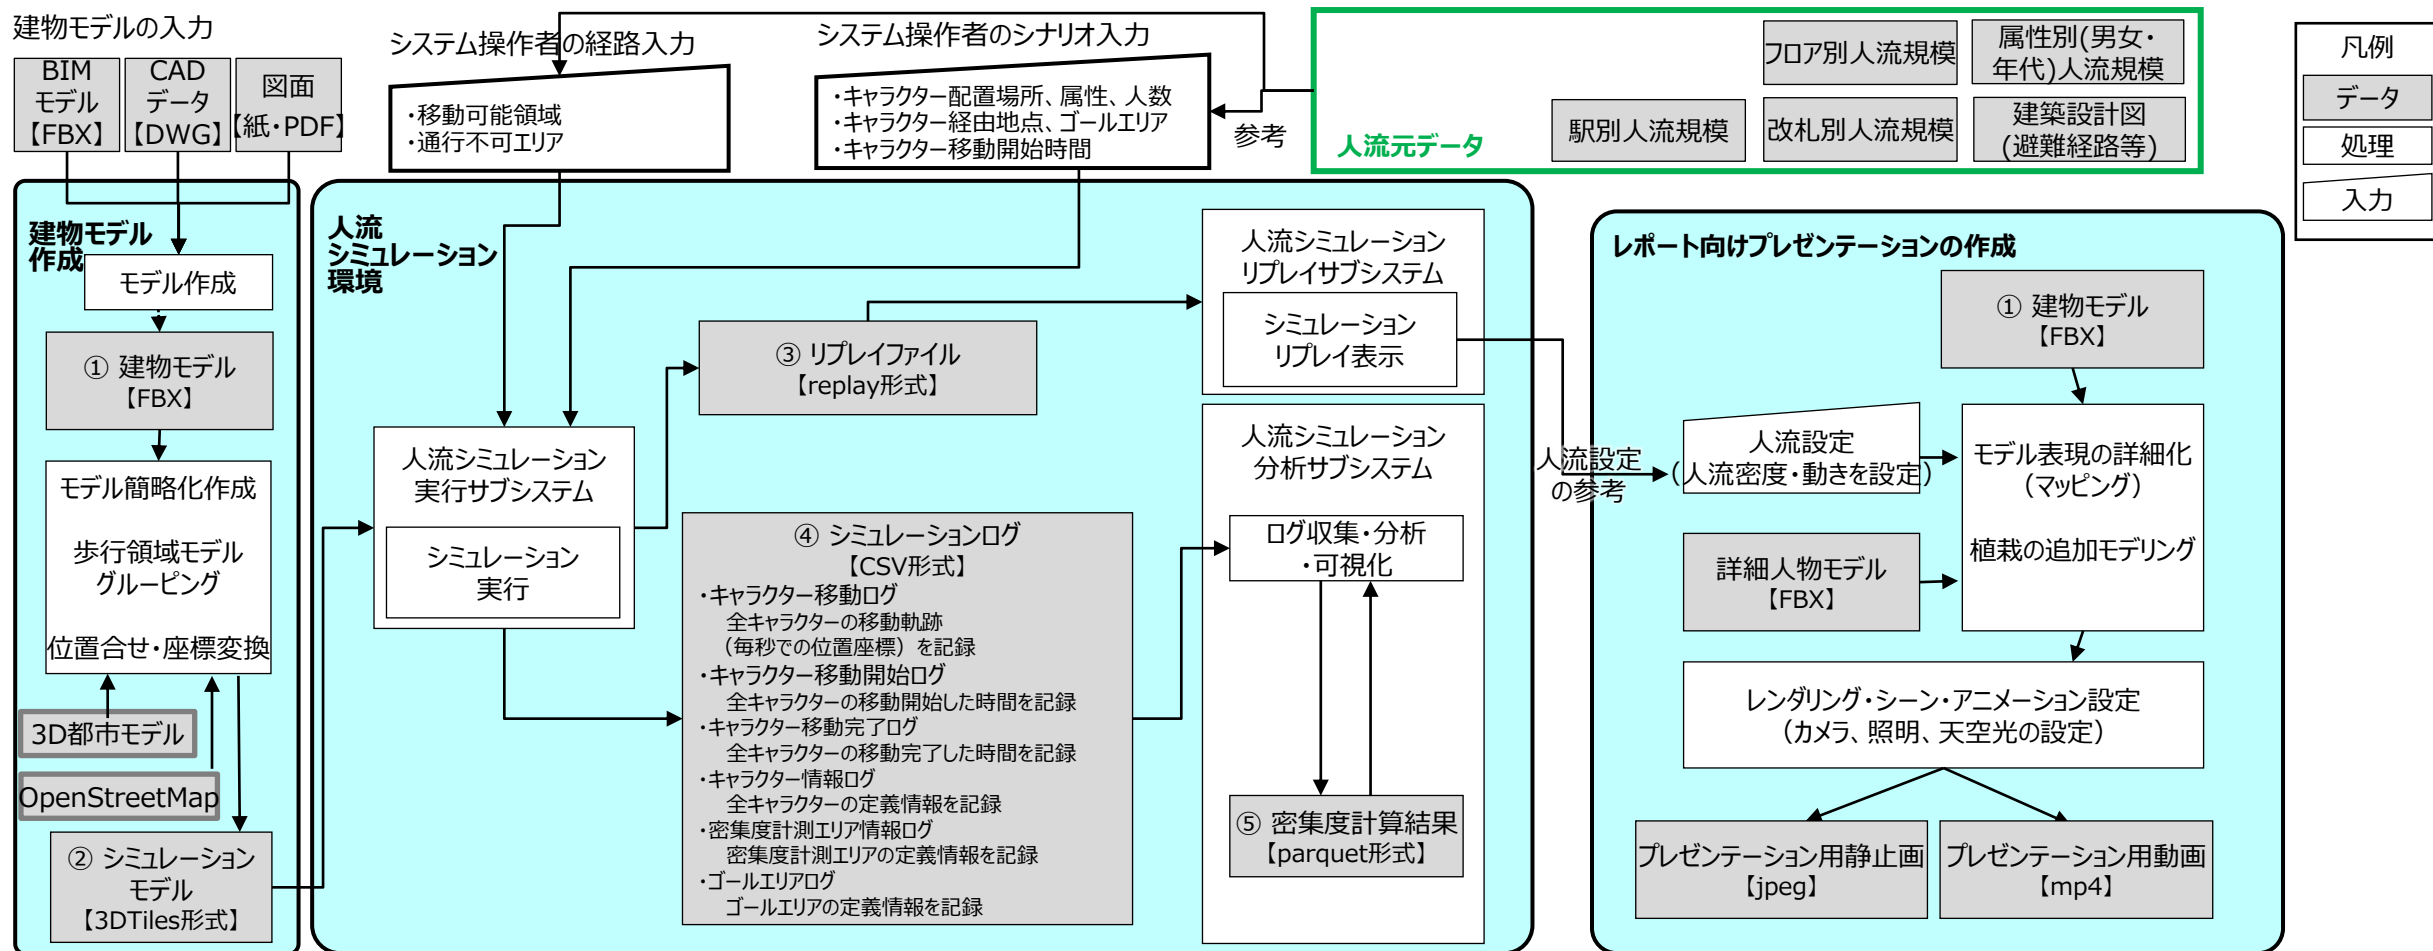 建物モデルの入力
BIM
モデル
【FBX】
CAD
データ
【DWG】
図面
【紙・PDF】
システム操作者の経路入力
・移動可能領域
・通行不可エリア
システム操作者のシナリオ入力
・キャラクター配置場所、属性、人数
・キャラクター経由地点、ゴールエリア
・キャラクター移動開始時間
参考
人流元データ
フロア別人流規模
属性別(男女・
年代)人流規模
駅別人流規模
改札別人流規模
建築設計図
(避難経路等)
凡例
データ
処理
入力
建物モデル
作成
モデル作成
① 建物モデル
【FBX】
モデル簡略化作成
歩行領域モデル
グルーピング
位置合せ・座標変換
3D都市モデル
OpenStreetMap
② シミュレーション
モデル
【3DTiles形式】
人流
シミュレーション
環境
人流シミュレーション
実行サブシステム
シミュレーション
実行
③ リプレイファイル
【replay形式】
④ シミュレーションログ
【CSV形式】
・キャラクター移動ログ
全キャラクターの移動軌跡
（毎秒での位置座標）を記録
・キャラクター移動開始ログ
全キャラクターの移動開始した時間を記録
・キャラクター移動完了ログ
全キャラクターの移動完了した時間を記録
・キャラクター情報ログ
全キャラクターの定義情報を記録
・密集度計測エリア情報ログ
密集度計測エリアの定義情報を記録
・ゴールエリアログ
ゴールエリアの定義情報を記録
人流シミュレーション
リプレイサブシステム
シミュレーション
リプレイ表示
人流シミュレーション
分析サブシステム
ログ収集・分析
・可視化
⑤ 密集度計算結果
【parquet形式】
人流設定
の参考
レポート向けプレゼンテーションの作成
① 建物モデル
【FBX】
人流設定
（人流密度・動きを設定）
詳細人物モデル
【FBX】
モデル表現の詳細化
（マッピング）
植栽の追加モデリング
レンダリング・シーン・アニメーション設定
（カメラ、照明、天空光の設定）
プレゼンテーション用静止画
【jpeg】
プレゼンテーション用動画
【mp4】